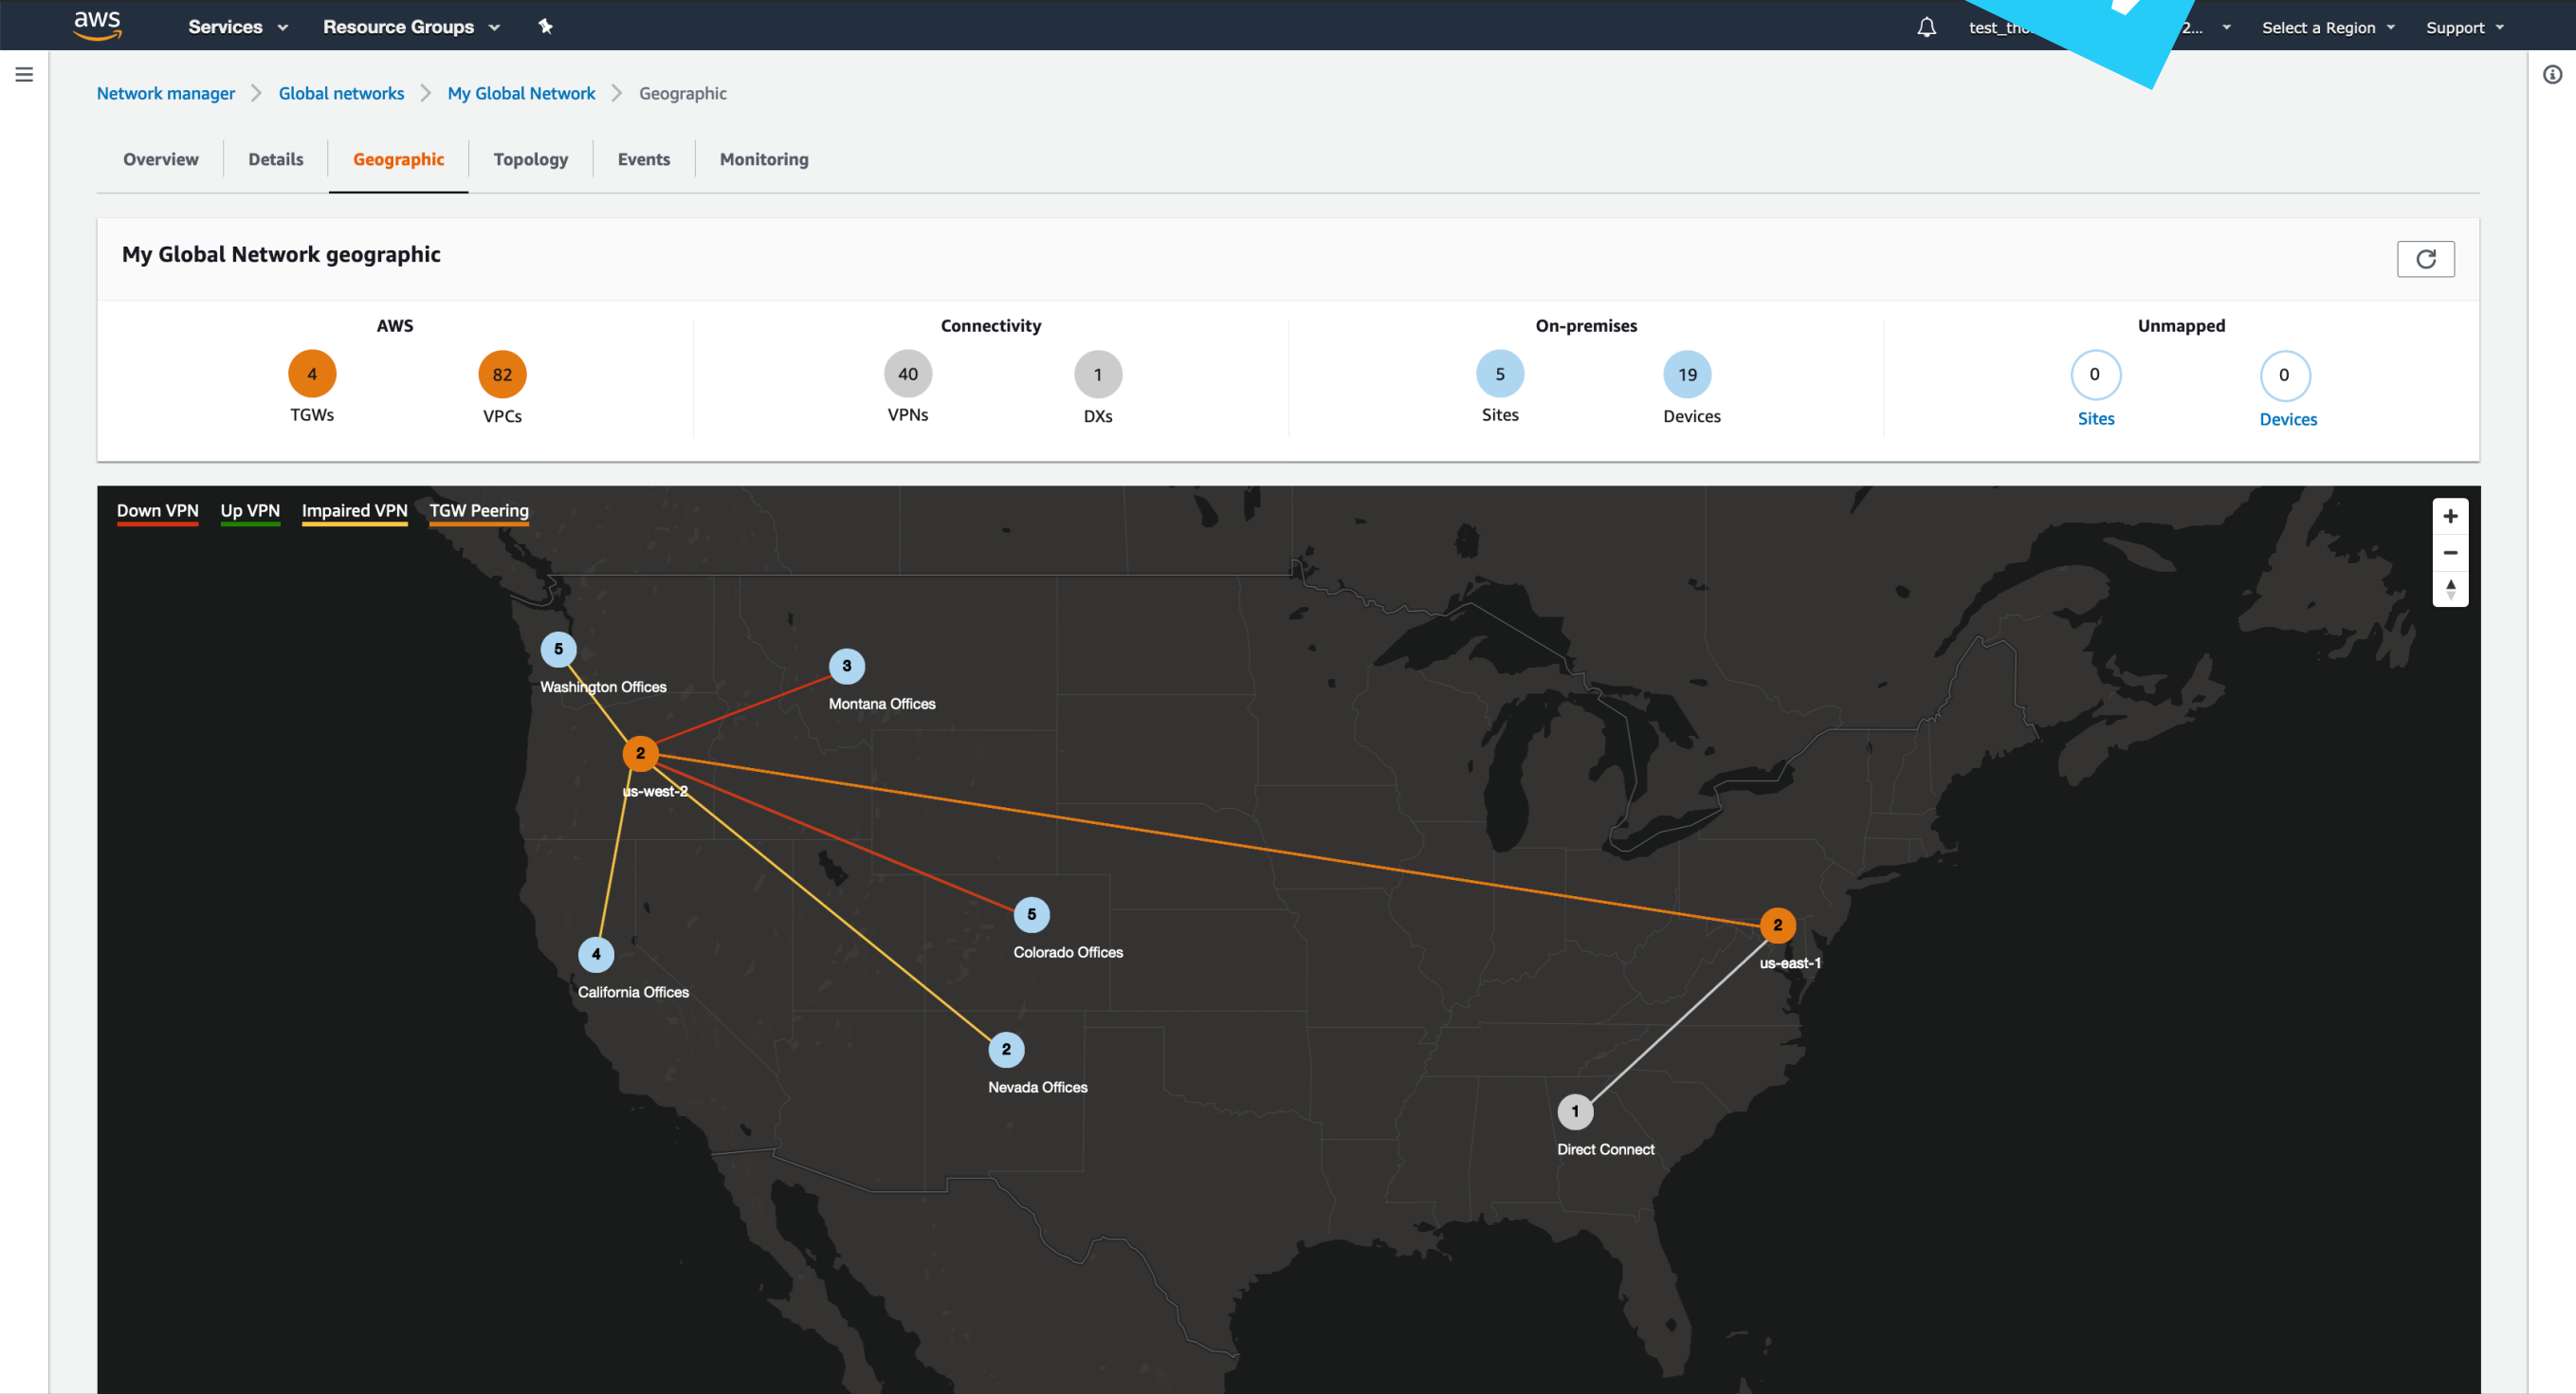 aws Services Resource Groups Select a Region Support
Network manager Global networks My Global Network Geographic
Overview Details Geographic Topology Events Monitoring
My Global Network geographic
AWS Connectivity On-premises Unmapped
4 82 40 1 5 19 0 0
TGWs VPCs VPNs DXs Sites Devices Sites Devices
Down VPN Up VPN Impaired VPN TGW Peering
5
Washington Offices
3
Montana Offices
2
us-west-2
5
Colorado Offices
2
us-east-1
4
California Offices
2
Nevada Offices
1
Direct Connect